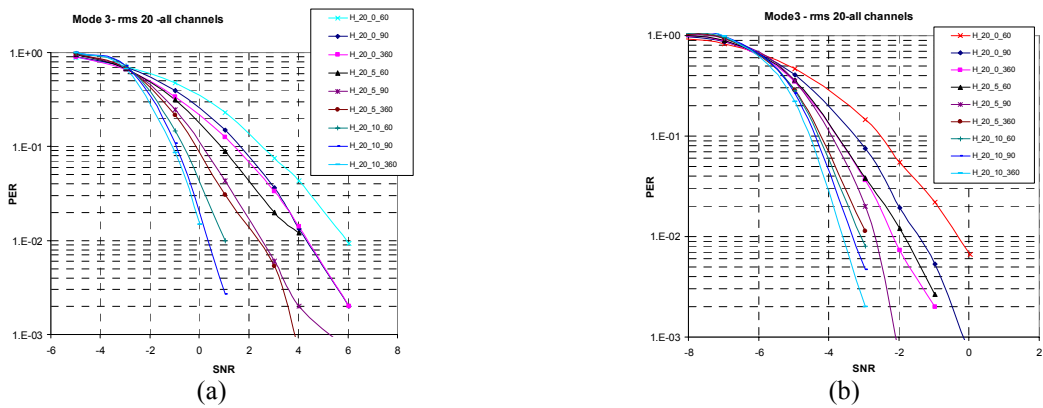 Mode 3- rms 20 -all channels
H_20_0_60
H_20_0_90
H_20_0_360
H_20_5_60
H_20_5_90
H_20_5_360
H_20_10_60
H_20_10_90
H_20_10_360
1.E+00
1.E-01
1.E-02
1.E-03
PER
-6 -4 -2 0 2 4 6 8
SNR
(a)
Mode3 - rms 20-all channels
H_20_0_60
H_20_0_90
H_20_0_360
H_20_5_60
H_20_5_90
H_20_5_360
H_20_10_60
H_20_10_90
H_20_10_360
1.E+00
1.E-01
1.E-02
1.E-03
PER
-8 -6 -4 -2 0 2
SNR
(b)